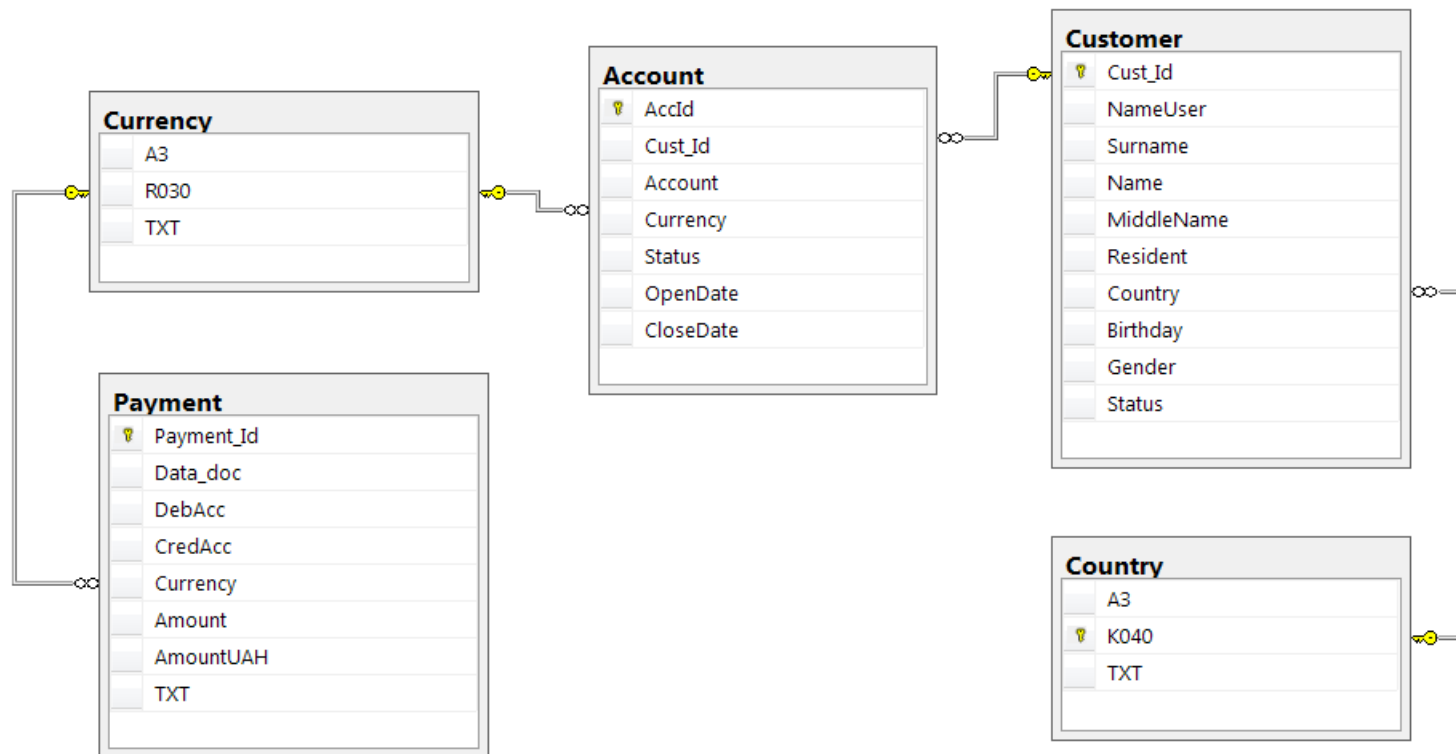 Currency
A3
R030
TXT
Payment
Payment_Id
Data_doc
DebAcc
CredAcc
Currency
Amount
AmountUAH
TXT
Account
AccId
Cust_Id
Account
Currency
Status
OpenDate
CloseDate
Customer
Cust_Id
NameUser
Surname
Name
MiddleName
Resident
Country
Birthday
Gender
Status
Country
A3
K040
TXT